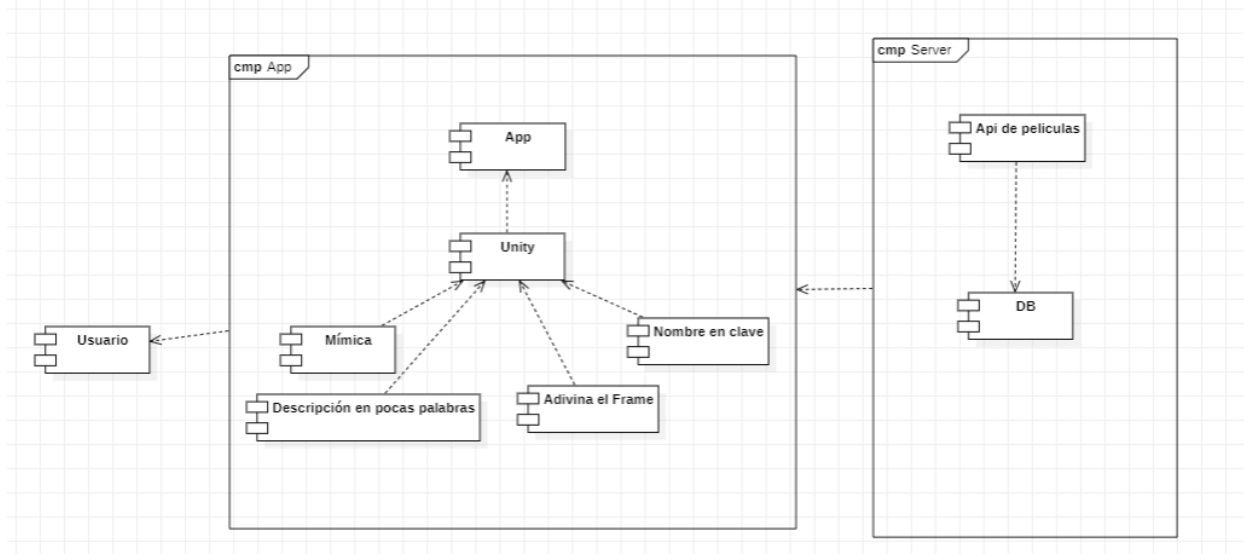 cmp App
cmp Server
App
Api de peliculas
Unity
DB
Usuario
Mímica
Nombre en clave
Descripción en pocas palabras
Adivina el Frame